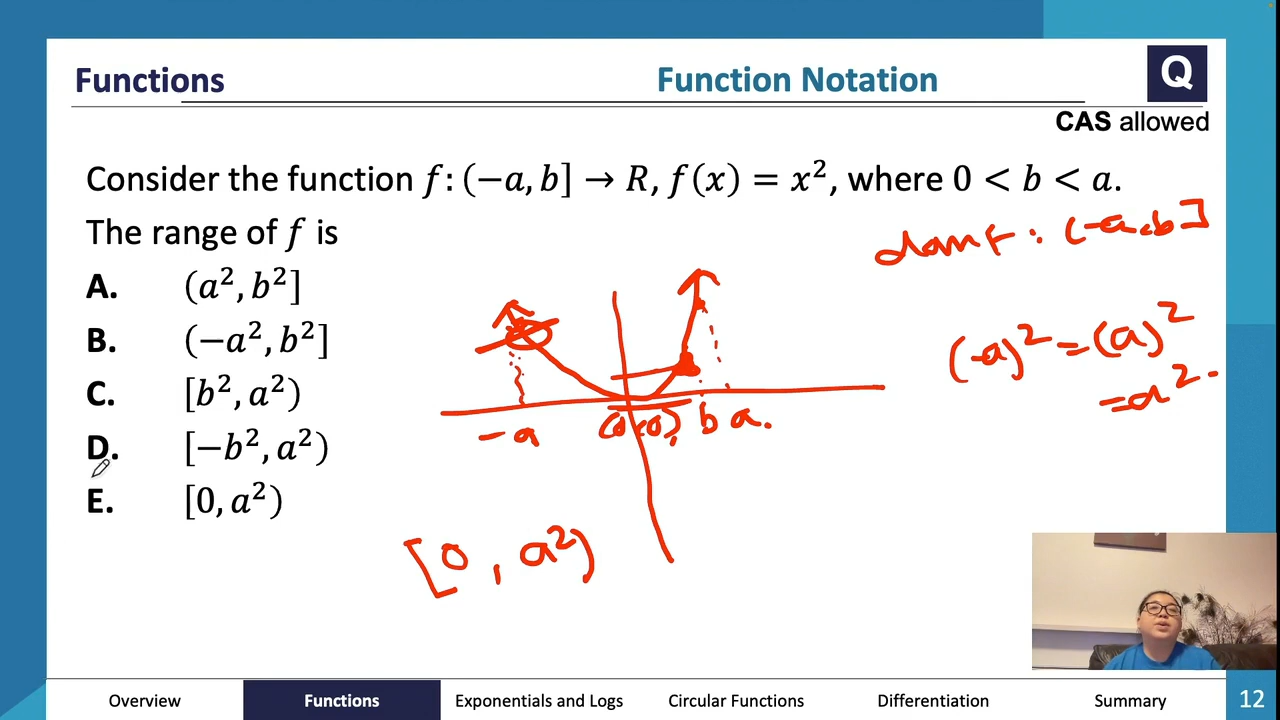 Functions
Function Notation
Q
CAS allowed
Consider the function f: (−a, b] → R, f(x) = x², where 0 < b < a.
The range of f is
A. (a², b²]
B. (−a², b²]
C. [b², a²)
D. [−b², a²)
E. [0, a²)
dom f : (-a, b]
(-a)² = (a)²
= a².
-a (0,0) b a.
[0, a²)
Overview Functions Exponentials and Logs Circular Functions Differentiation Summary 12